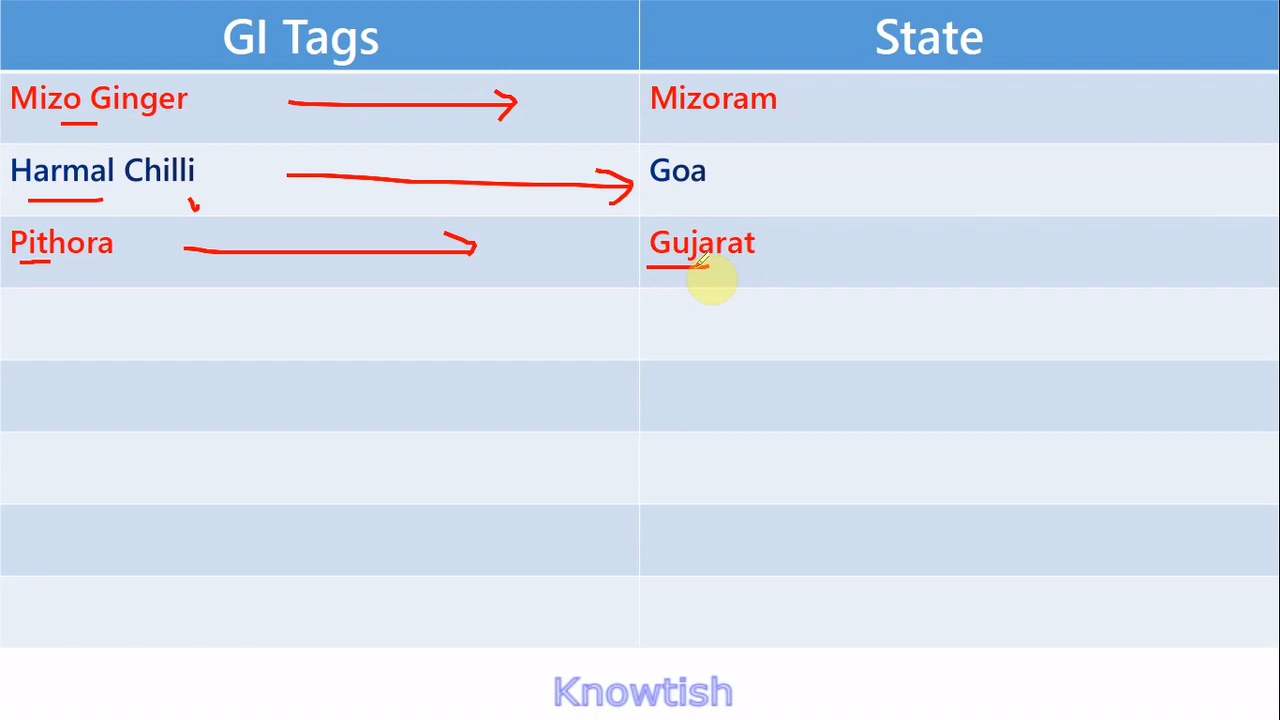 GI Tags State
Mizo Ginger Mizoram
Harmal Chilli Goa
Pithora Gujarat
Knowtish